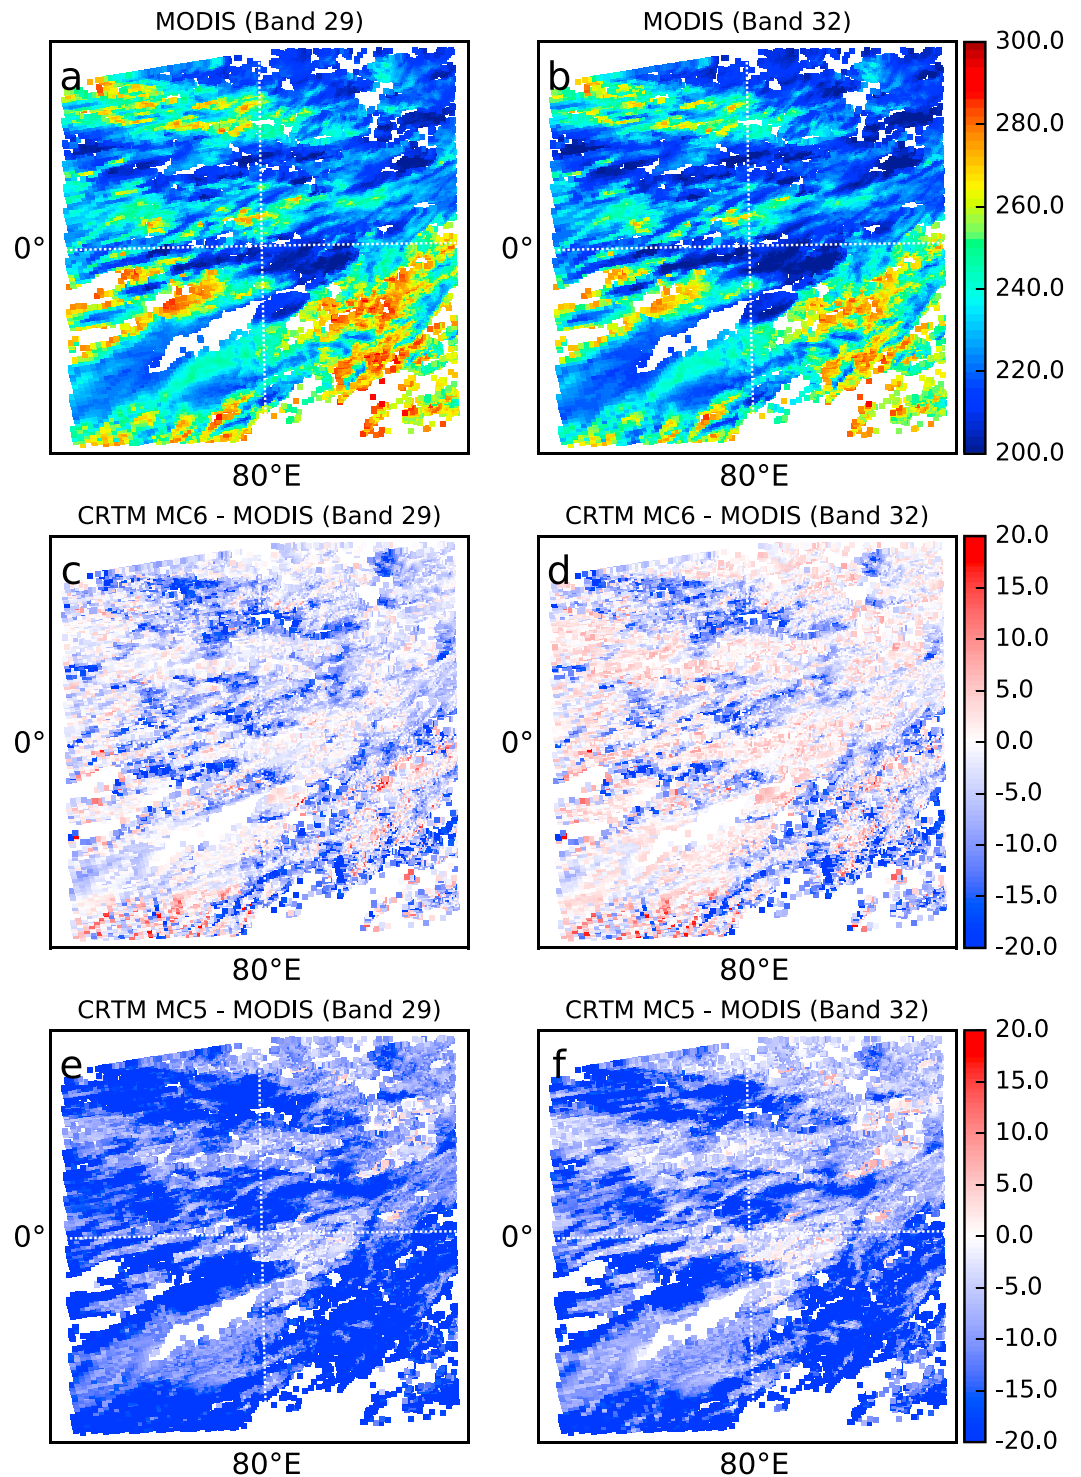 MODIS (Band 29)
MODIS (Band 32)
a
b
300.0
280.0
260.0
240.0
220.0
200.0
0°
80°E
80°E
CRTM MC6 - MODIS (Band 29)
CRTM MC6 - MODIS (Band 32)
c
d
20.0
15.0
10.0
5.0
0.0
-5.0
-10.0
-15.0
-20.0
0°
0°
80°E
80°E
CRTM MC5 - MODIS (Band 29)
CRTM MC5 - MODIS (Band 32)
e
f
20.0
15.0
10.0
5.0
0.0
-5.0
-10.0
-15.0
-20.0
0°
0°
80°E
80°E
0°